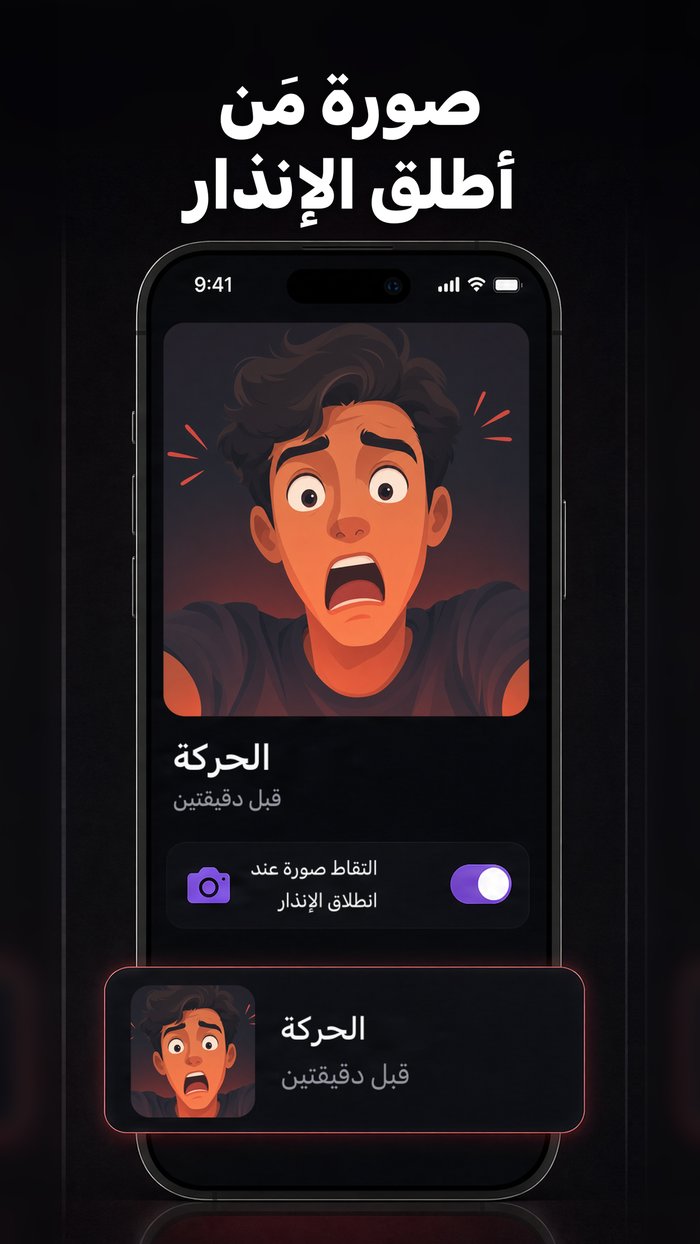 صورة مَن
أطلق الإنذار
9:41
الحركة
قبل دقيقتين
التقاط صورة عند
انطلاق الإنذار
الحركة
قبل دقيقتين